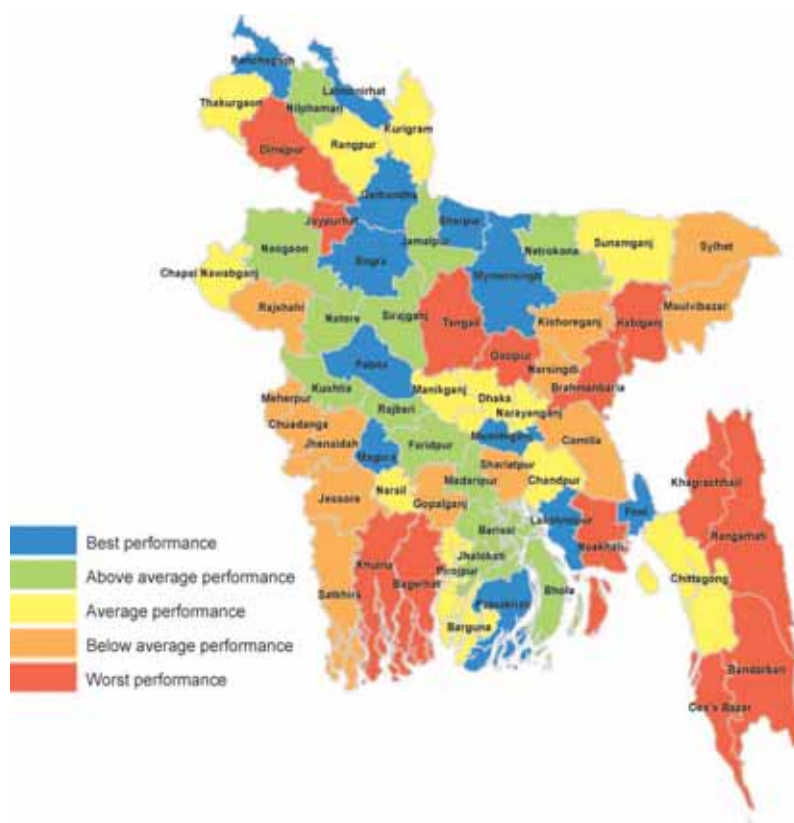 Panchagarh
Lalmonirhat
Thakurgaon
Nilphamari
Kurigram
Rangpur
Dinajpur
Gaibandha
Joypurhat
Sherpur
Jamalpur
Netrokona
Sunamganj
Sylhet
Naogaon
Bogra
Mymensingh
Chapai Nawabganj
Rajshahi
Natore
Sirajganj
Tangail
Kishoreganj
Habiganj
Maulvibazar
Gazipur
Narsingdi
Pabna
Brahmanbaria
Kushtia
Manikganj
Dhaka
Meherpur
Rajbari
Narayanganj
Chuadanga
Munshiganj
Comilla
Jhenaidah
Faridpur
Magura
Shariatpur
Khagrachhari
Madaripur
Chandpur
Jessore
Narail
Gopalganj
Feni
Lakshmipur
Barisal
Rangamati
Noakhali
Khulna
Jhalokati
Pirojpur
Chittagong
Bagerhat
Bhola
Satkhira
Patuakhali
Barguna
Bandarban
Cox's Bazar
Best performance
Above average performance
Average performance
Below average performance
Worst performance